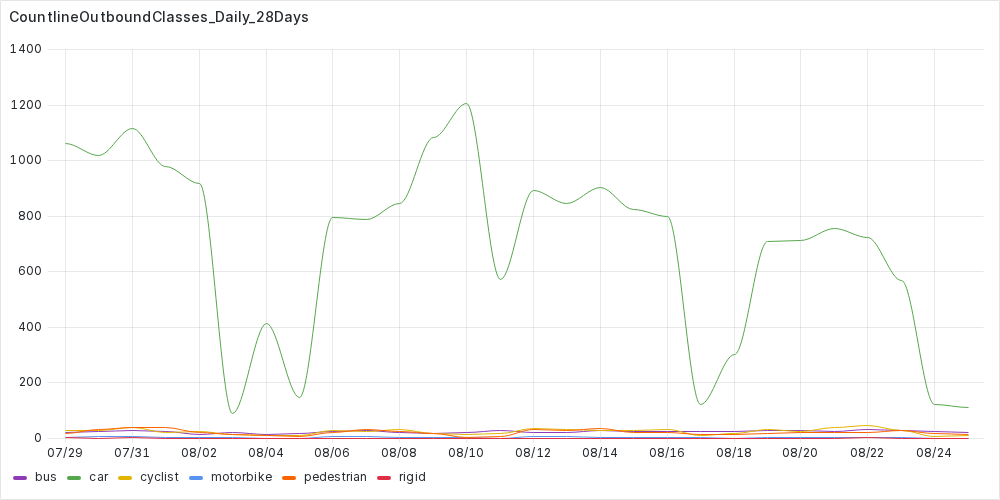 CountlineOutboundClasses_Daily_28Days
1400
1200
1000
800
600
400
200
0
07/29 07/31 08/02 08/04 08/06 08/08 08/10 08/12 08/14 08/16 08/18 08/20 08/22 08/24
bus car cyclist motorbike pedestrian rigid